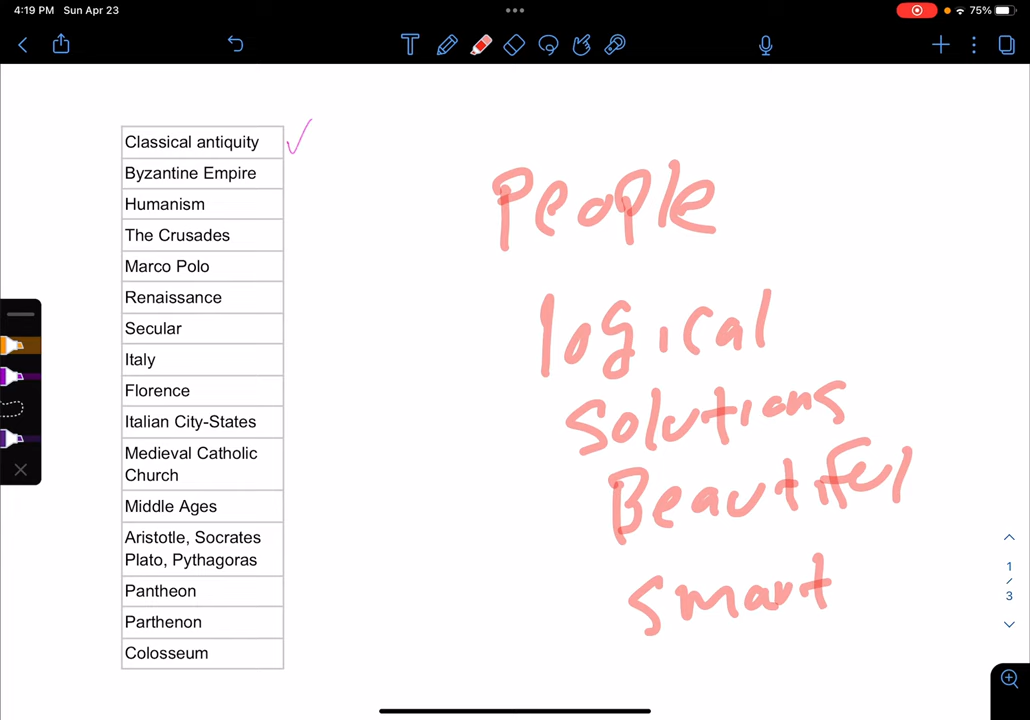 4:19 PM Sun Apr 23
75%
T
Classical antiquity
Byzantine Empire
Humanism
The Crusades
Marco Polo
Renaissance
Secular
Italy
Florence
Italian City-States
Medieval Catholic
Church
Middle Ages
Aristotle, Socrates
Plato, Pythagoras
Pantheon
Parthenon
Colosseum
People
logical
solutions
Beautiful
smart
1
/
3